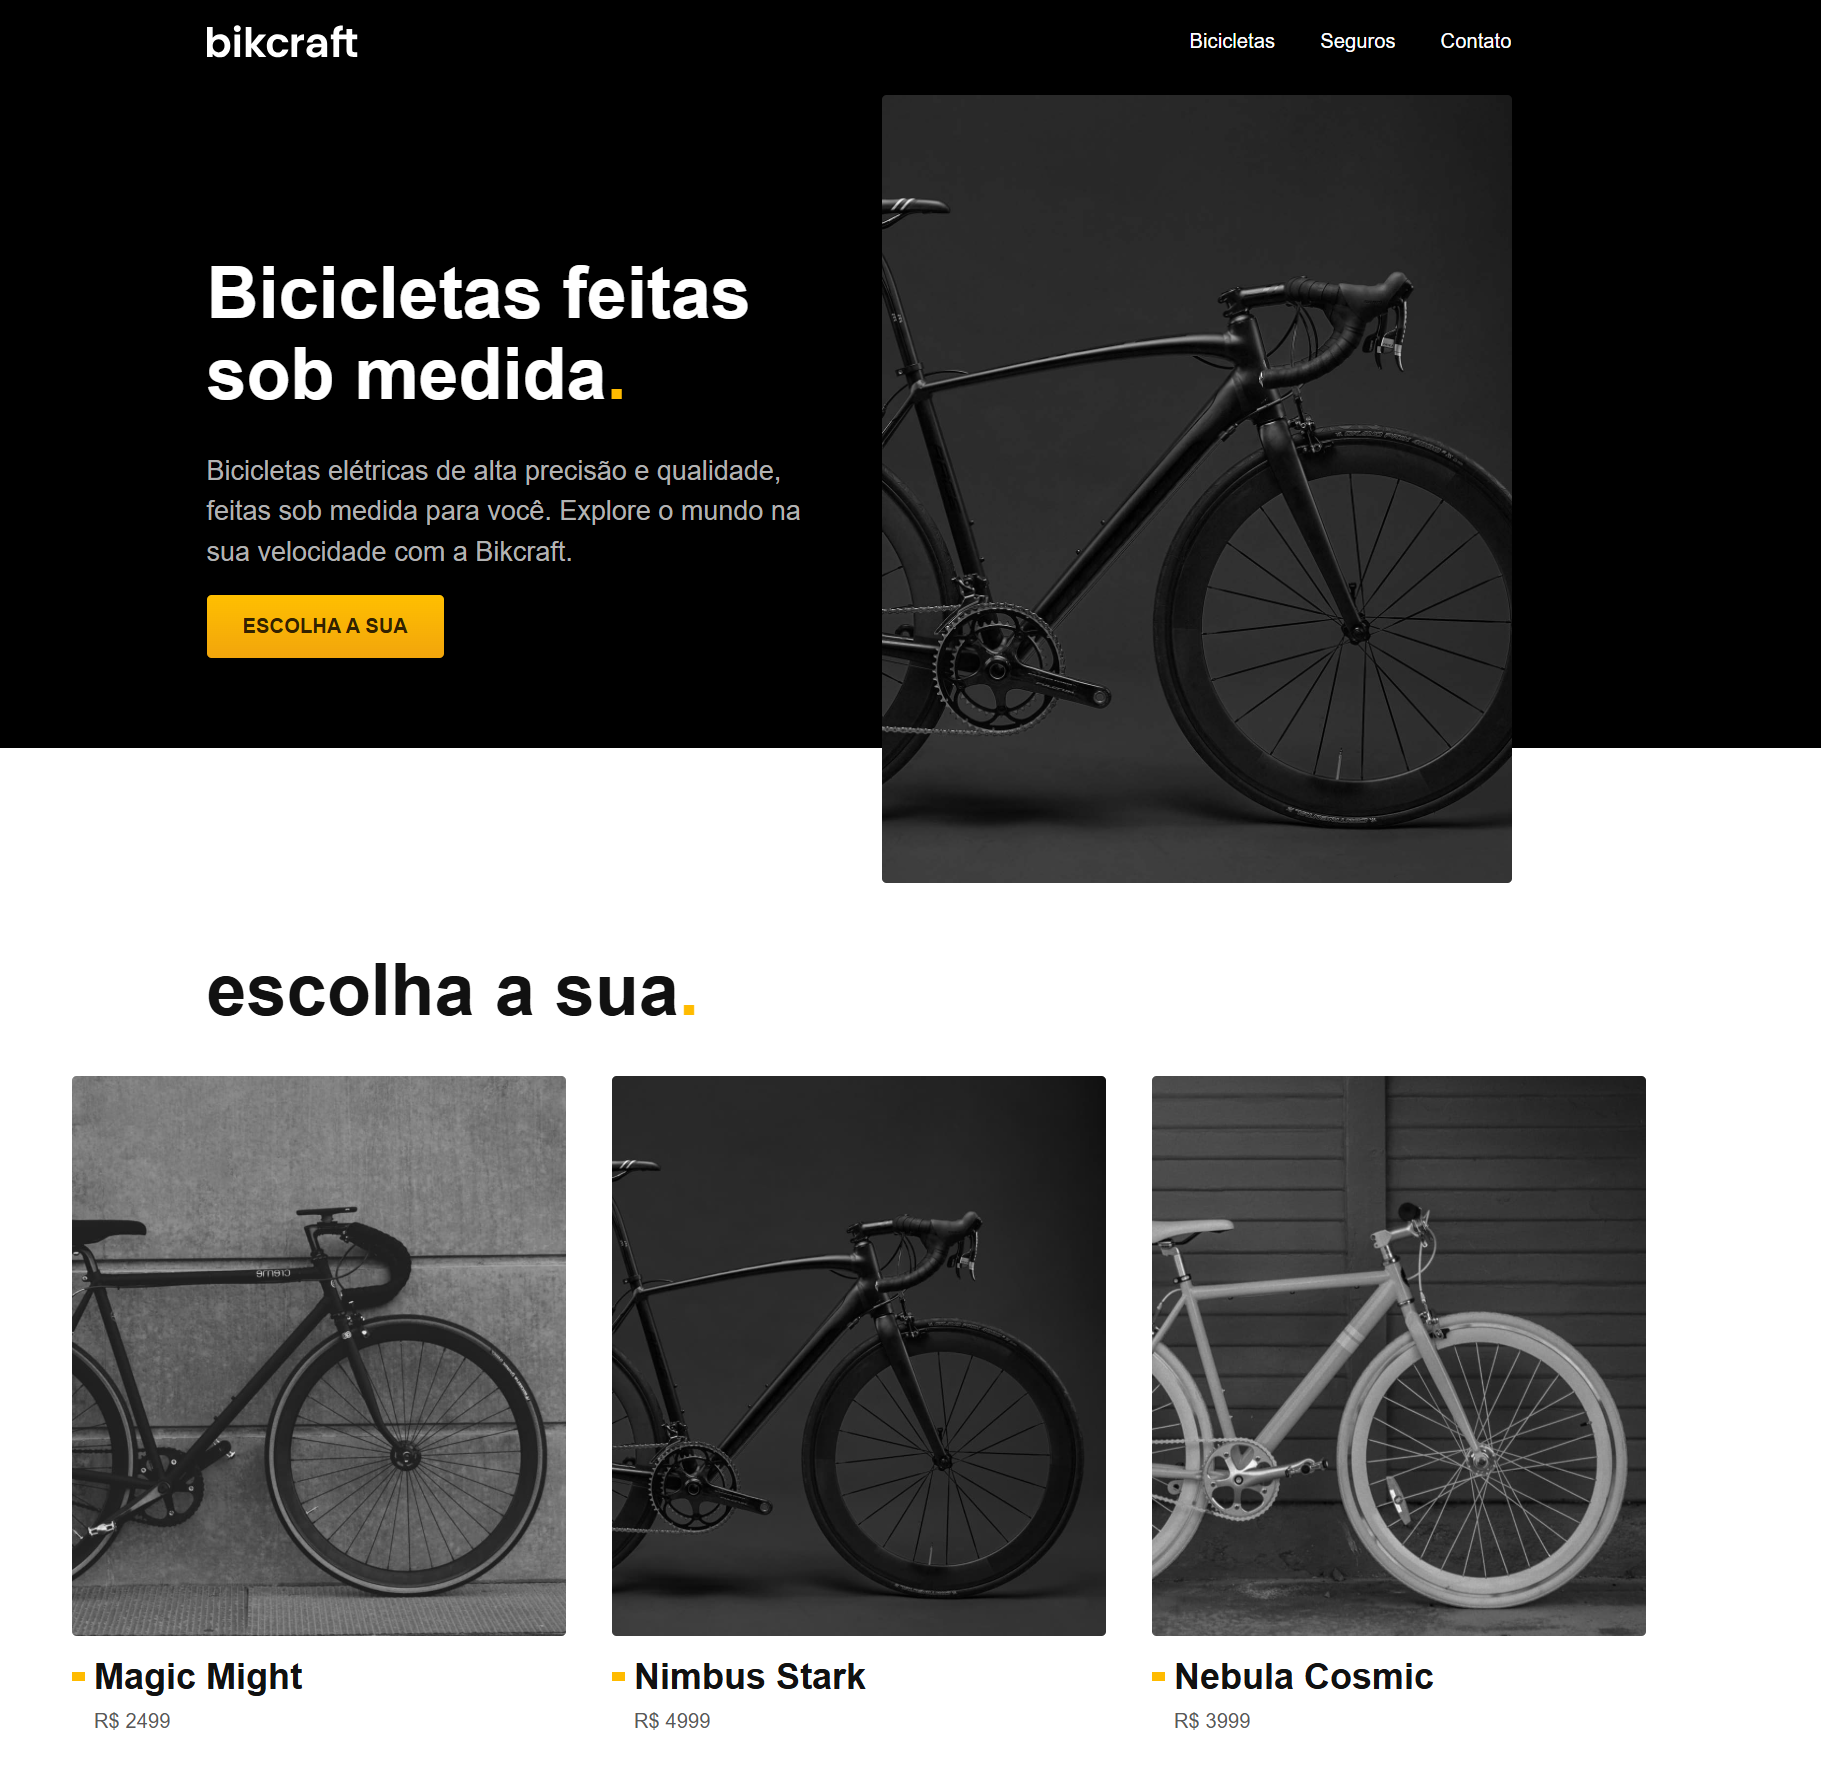 bikcraft
Bicicletas Seguros Contato
Bicicletas feitas
sob medida.
Bicicletas elétricas de alta precisão e qualidade,
feitas sob medida para você. Explore o mundo na
sua velocidade com a Bikcraft.
ESCOLHA A SUA
escolha a sua.
Magic Might
R$ 2499
Nimbus Stark
R$ 4999
Nebula Cosmic
R$ 3999